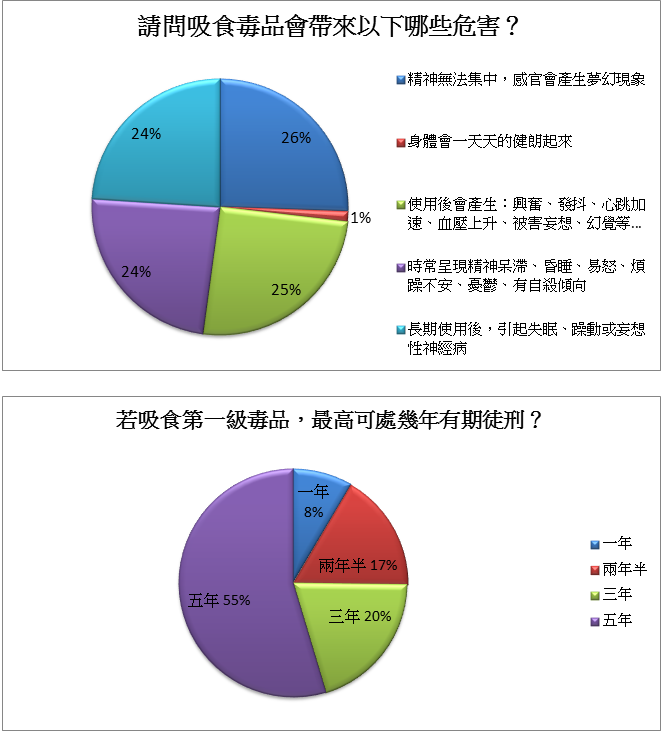 請問吸食毒品會帶來以下哪些危害？
24%
26%
1%
24%
25%
精神無法集中，感官會產生夢幻現象
身體會一天天的健朗起來
使用後會產生：興奮、發抖、心跳加
速、血壓上升、被害妄想、幻覺等...
時常呈現精神呆滯、昏睡、易怒、煩
躁不安、憂鬱、有自殺傾向
長期使用後，引起失眠、躁動或妄想
性神經病
若吸食第一級毒品，最高可處幾年有期徒刑？
一年
8%
兩年半 17%
五年 55%
三年 20%
一年
兩年半
三年
五年